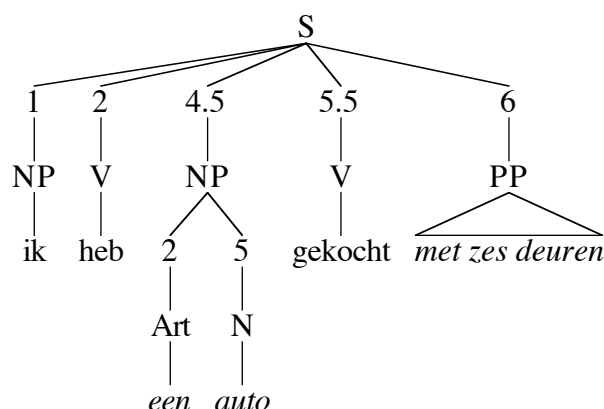 S
1 2 4.5 5.5 6
NP V NP V PP
ik heb 2 5 gekocht met zes deuren
Art N
een auto